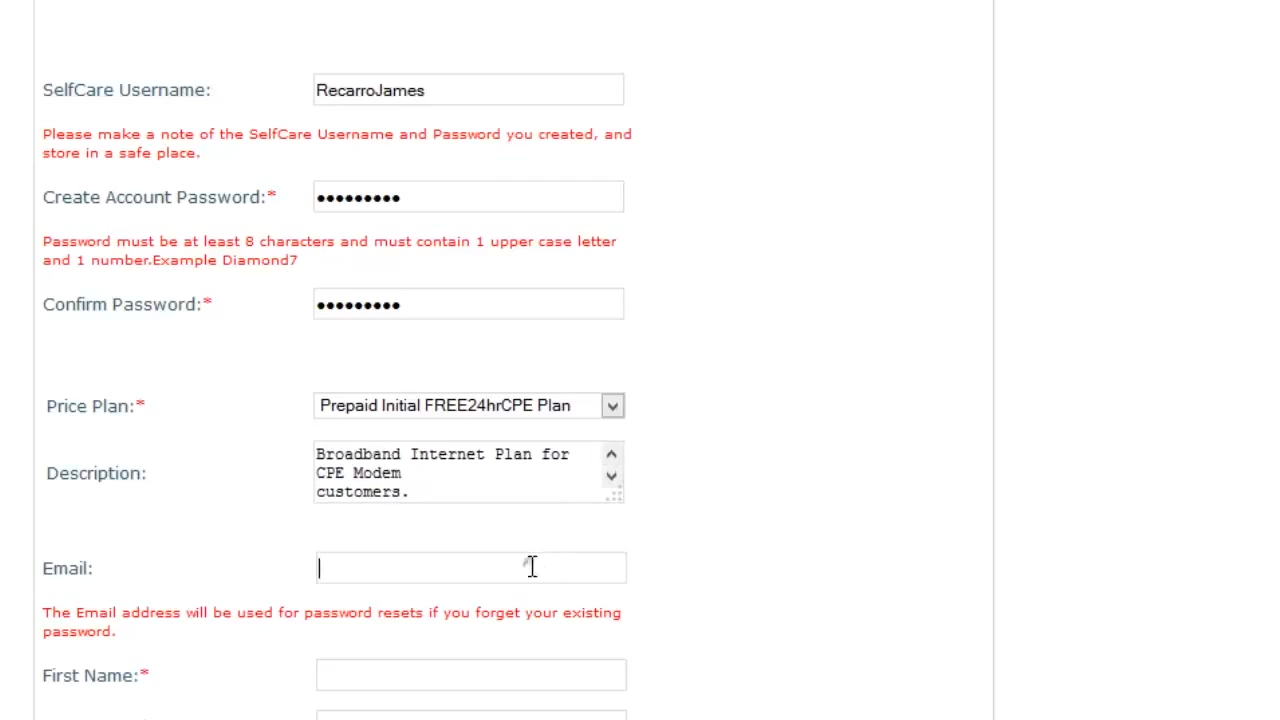 SelfCare Username: RecarroJames
Please make a note of the SelfCare Username and Password you created, and
store in a safe place.
Create Account Password:* •••••••••
Password must be at least 8 characters and must contain 1 upper case letter
and 1 number.Example Diamond7
Confirm Password:* •••••••••
Price Plan:* Prepaid Initial FREE24hrCPE Plan
Description: Broadband Internet Plan for
CPE Modem
customers.
Email:
The Email address will be used for password resets if you forget your existing
password.
First Name:*